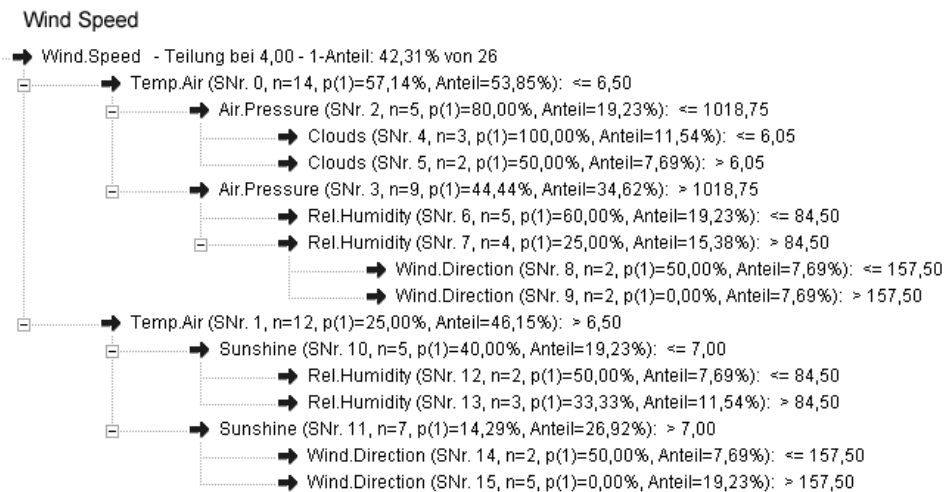 Wind Speed
Wind.Speed - Teilung bei 4,00 - 1-Anteil: 42,31% von 26
Temp.Air (SNr. 0, n=14, p(1)=57,14%, Anteil=53,85%): <= 6,50
Air.Pressure (SNr. 2, n=5, p(1)=80,00%, Anteil=19,23%): <= 1018,75
Clouds (SNr. 4, n=3, p(1)=100,00%, Anteil=11,54%): <= 6,05
Clouds (SNr. 5, n=2, p(1)=50,00%, Anteil=7,69%): > 6,05
Air.Pressure (SNr. 3, n=9, p(1)=44,44%, Anteil=34,62%): > 1018,75
Rel.Humidity (SNr. 6, n=5, p(1)=60,00%, Anteil=19,23%): <= 84,50
Rel.Humidity (SNr. 7, n=4, p(1)=25,00%, Anteil=15,38%): > 84,50
Wind.Direction (SNr. 8, n=2, p(1)=50,00%, Anteil=7,69%): <= 157,50
Wind.Direction (SNr. 9, n=2, p(1)=0,00%, Anteil=7,69%): > 157,50
Temp.Air (SNr. 1, n=12, p(1)=25,00%, Anteil=46,15%): > 6,50
Sunshine (SNr. 10, n=5, p(1)=40,00%, Anteil=19,23%): <= 7,00
Rel.Humidity (SNr. 12, n=2, p(1)=50,00%, Anteil=7,69%): <= 84,50
Rel.Humidity (SNr. 13, n=3, p(1)=33,33%, Anteil=11,54%): > 84,50
Sunshine (SNr. 11, n=7, p(1)=14,29%, Anteil=26,92%): > 7,00
Wind.Direction (SNr. 14, n=2, p(1)=50,00%, Anteil=7,69%): <= 157,50
Wind.Direction (SNr. 15, n=5, p(1)=0,00%, Anteil=19,23%): > 157,50